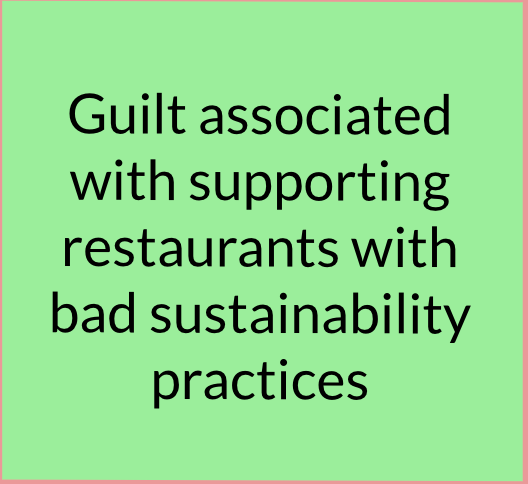 Guilt associated
with supporting
restaurants with
bad sustainability
practices